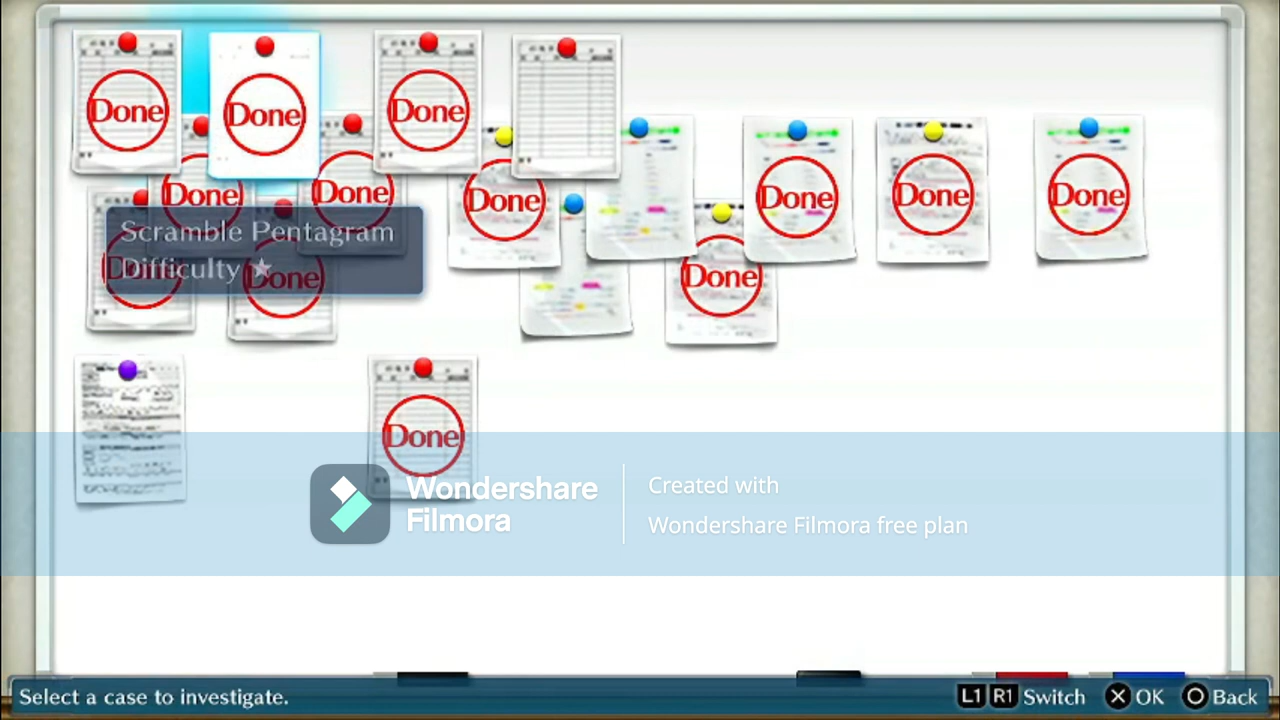 Done
Done
Done
Done
Done
Done
Done
Done
Done
Done
Done
Done
Scramble Pentagram
Difficulty ★
Done
Wondershare
Filmora
Created with
Wondershare Filmora free plan
Select a case to investigate.
L1 R1 Switch X OK O Back